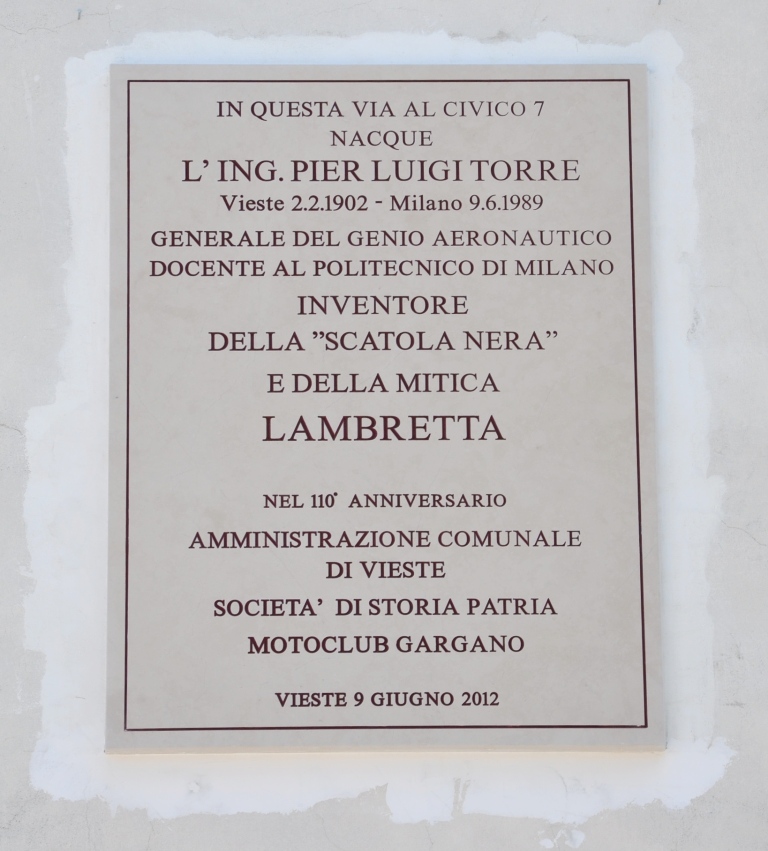 IN QUESTA VIA AL CIVICO 7
NACQUE
L' ING. PIER LUIGI TORRE
Vieste 2.2.1902 - Milano 9.6.1989
GENERALE DEL GENIO AERONAUTICO
DOCENTE AL POLITECNICO DI MILANO
INVENTORE
DELLA ”SCATOLA NERA”
E DELLA MITICA
LAMBRETTA
NEL 110° ANNIVERSARIO
AMMINISTRAZIONE COMUNALE
DI VIESTE
SOCIETA' DI STORIA PATRIA
MOTOCLUB GARGANO
VIESTE 9 GIUGNO 2012